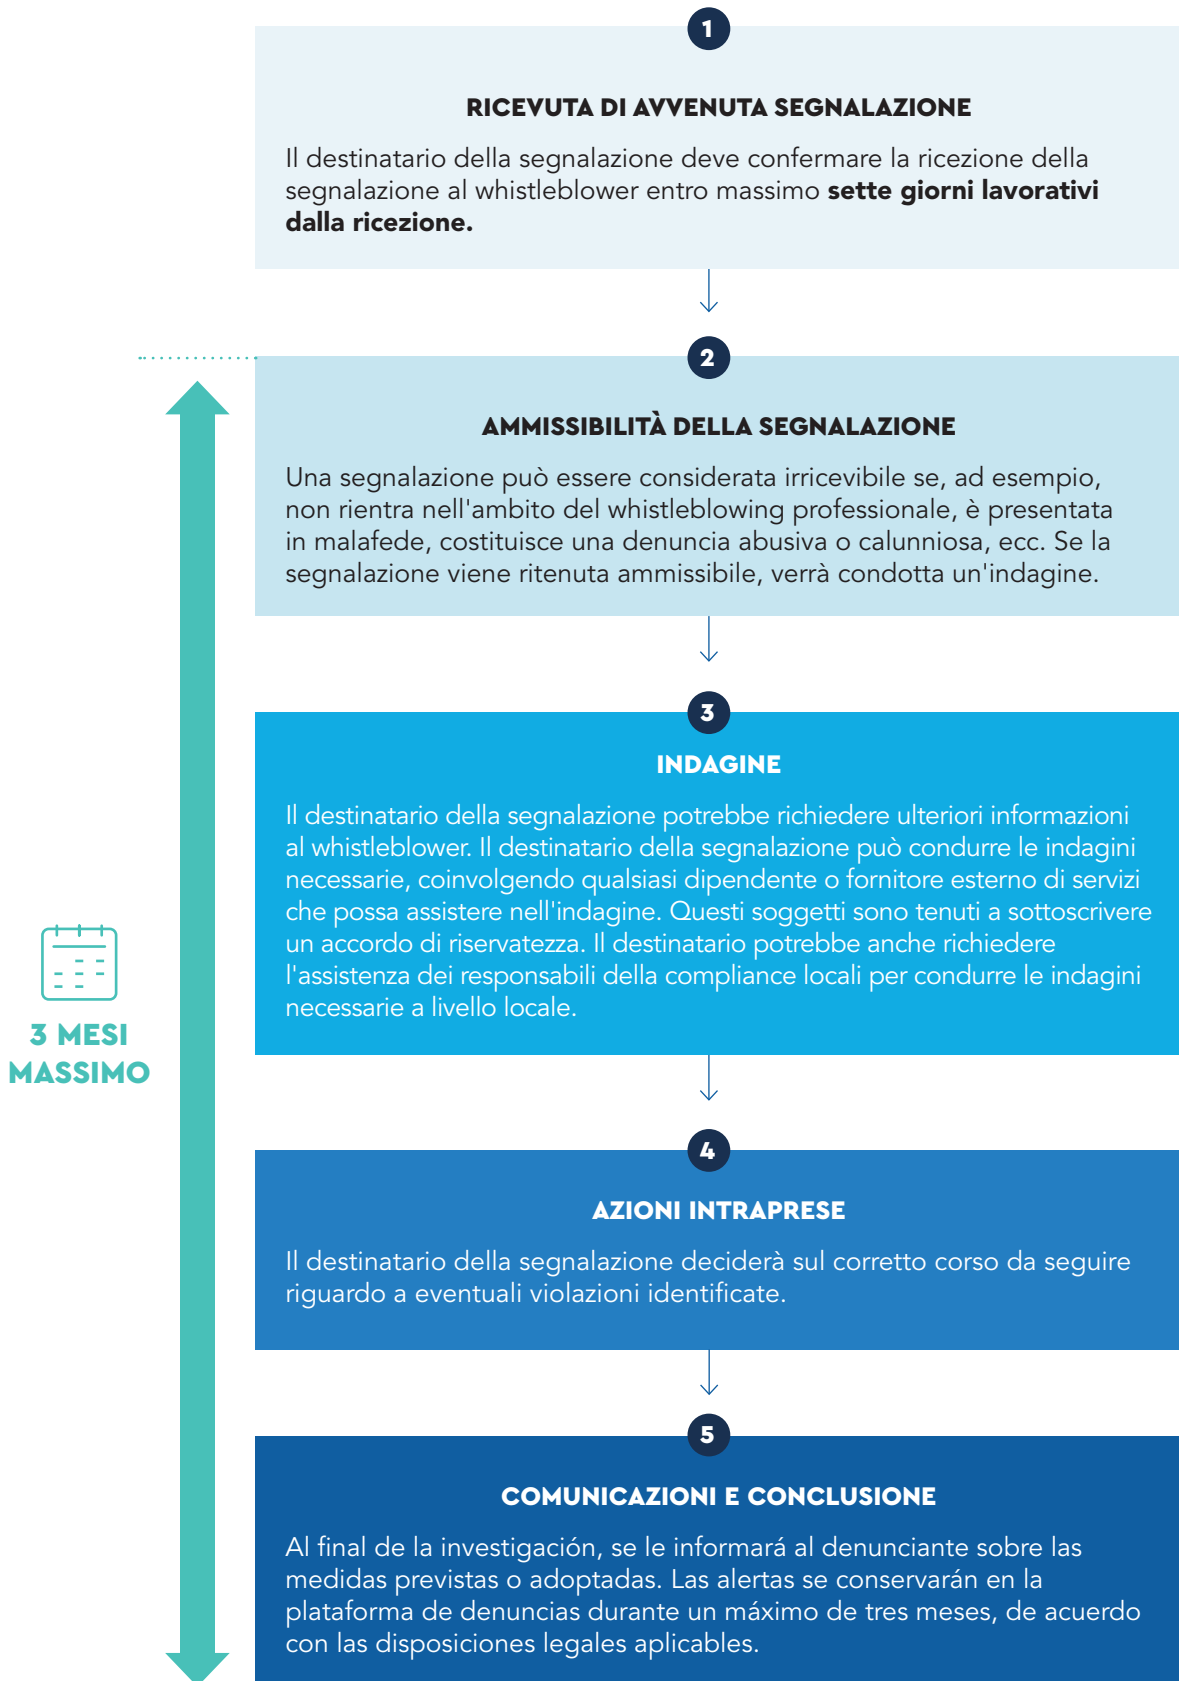 1
RICEVUTA DI AVVENUTA SEGNALAZIONE
Il destinatario della segnalazione deve confermare la ricezione della
segnalazione al whistleblower entro massimo sette giorni lavorativi
dalla ricezione.
2
AMMISSIBILITÀ DELLA SEGNALAZIONE
Una segnalazione può essere considerata irricevibile se, ad esempio,
non rientra nell'ambito del whistleblowing professionale, è presentata
in malafede, costituisce una denuncia abusiva o calunniosa, ecc. Se la
segnalazione viene ritenuta ammissibile, verrà condotta un'indagine.
3
INDAGINE
Il destinatario della segnalazione potrebbe richiedere ulteriori informazioni
al whistleblower. Il destinatario della segnalazione può condurre le indagini
necessarie, coinvolgendo qualsiasi dipendente o fornitore esterno di servizi
che possa assistere nell'indagine. Questi soggetti sono tenuti a sottoscrivere
un accordo di riservatezza. Il destinatario potrebbe anche richiedere
l'assistenza dei responsabili della compliance locali per condurre le indagini
necessarie a livello locale.
3 MESI
MASSIMO
4
AZIONI INTRAPRESE
Il destinatario della segnalazione deciderà sul corretto corso da seguire
riguardo a eventuali violazioni identificate.
5
COMUNICAZIONI E CONCLUSIONE
Al final de la investigación, se le informará al denunciante sobre las
medidas previstas o adoptadas. Las alertas se conservarán en la
plataforma de denuncias durante un máximo de tres meses, de acuerdo
con las disposiciones legales aplicables.